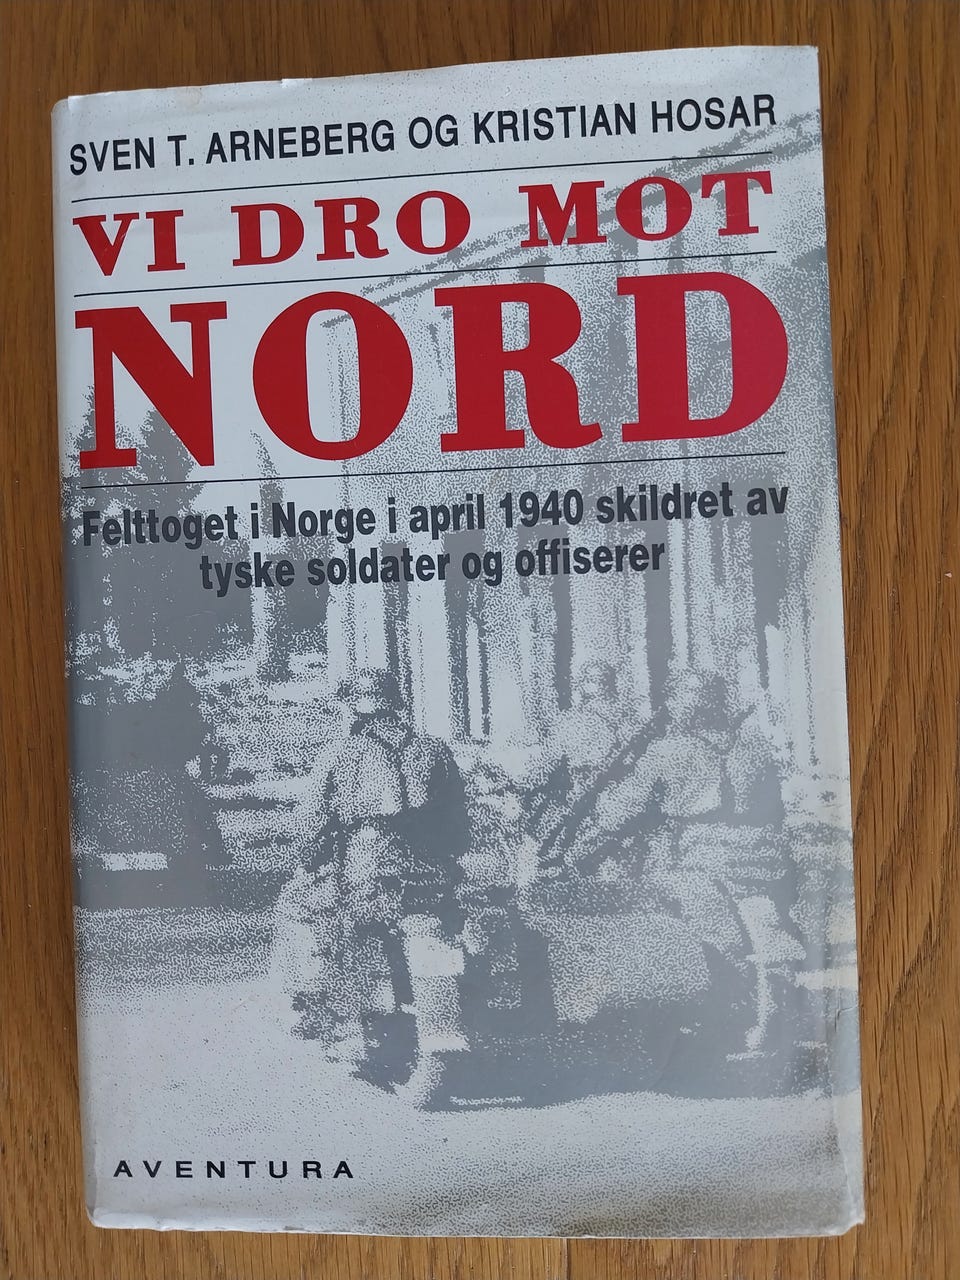 SVEN T. ARNEBERG OG KRISTIAN HOSAR
VI DRO MOT
NORD
Felttoget i Norge i april 1940 skildret av
tyske soldater og offiserer
AVENTURA